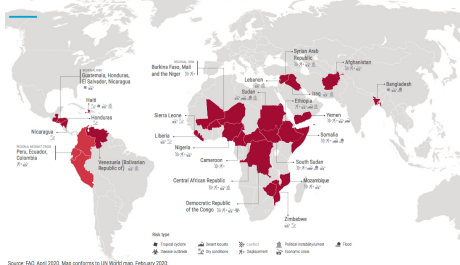 Syrian Arab
Republic
Afghanistan
Burkina Faso, Mali
and the Niger
Guatemala, Honduras,
El Salvador, Nicaragua
Lebanon
Bangladesh
Haiti
Sudan
Iraq
Ethiopia
Honduras
Sierra Leone
Yemen
Nicaragua
Liberia
Somalia
Peru, Ecuador,
Colombia
Nigeria
Venezuela (Bolivarian
Republic of)
Cameroon
South Sudan
Central African Republic
Mozambique
Democratic Republic
of the Congo
Zimbabwe
Risk type
Tropical cyclone
Desert locusts
Conflict
Political instability/unrest
Flood
Disease outbreak
Dry conditions
Displacement
Economic crisis
Source: FAO, April 2020. Map conforms to UN World map, February 2020.